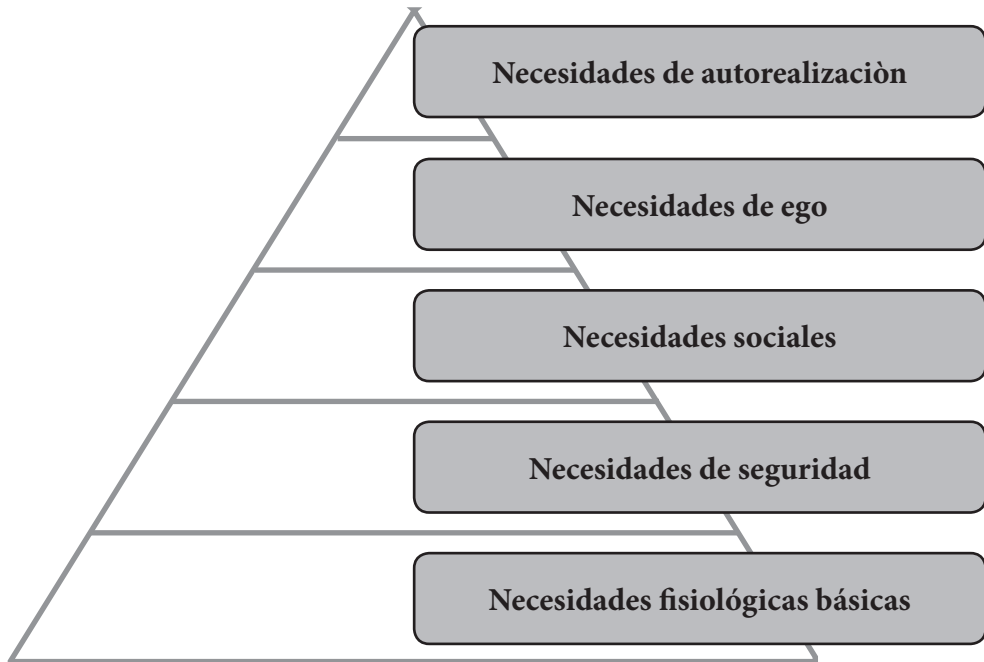 Necesidades de autorealizaciòn
Necesidades de ego
Necesidades sociales
Necesidades de seguridad
Necesidades fisiológicas básicas